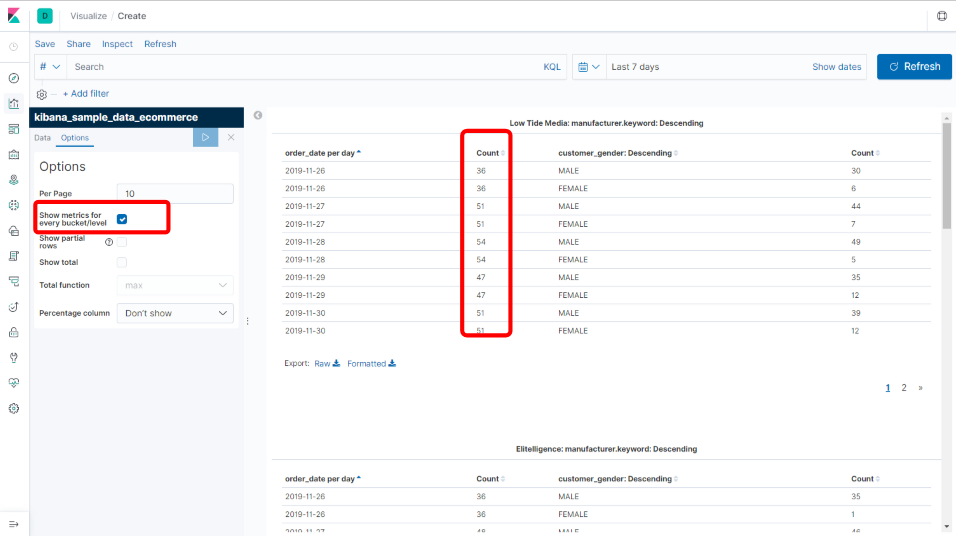 D Visualize / Create
Save Share Inspect Refresh
# Search KQL Last 7 days Show dates Refresh
+ Add filter
kibana_sample_data_ecommerce
Data Options
Options
Per Page 10
Show metrics for
every bucket/level
Show partial
rows
Show total
Total function max
Percentage column Don't show
Low Tide Media: manufacturer.keyword: Descending
order_date per day Count customer_gender: Descending Count
2019-11-26 36 MALE 30
2019-11-26 36 FEMALE 6
2019-11-27 51 MALE 44
2019-11-27 51 FEMALE 7
2019-11-28 54 MALE 49
2019-11-28 54 FEMALE 5
2019-11-29 47 MALE 35
2019-11-29 47 FEMALE 12
2019-11-30 51 MALE 39
2019-11-30 51 FEMALE 12
Export: Raw Formatted
1 2 »
Elitelligence: manufacturer.keyword: Descending
order_date per day Count customer_gender: Descending Count
2019-11-26 36 MALE 35
2019-11-26 36 FEMALE 1
2019-11-27 48 MALE 46